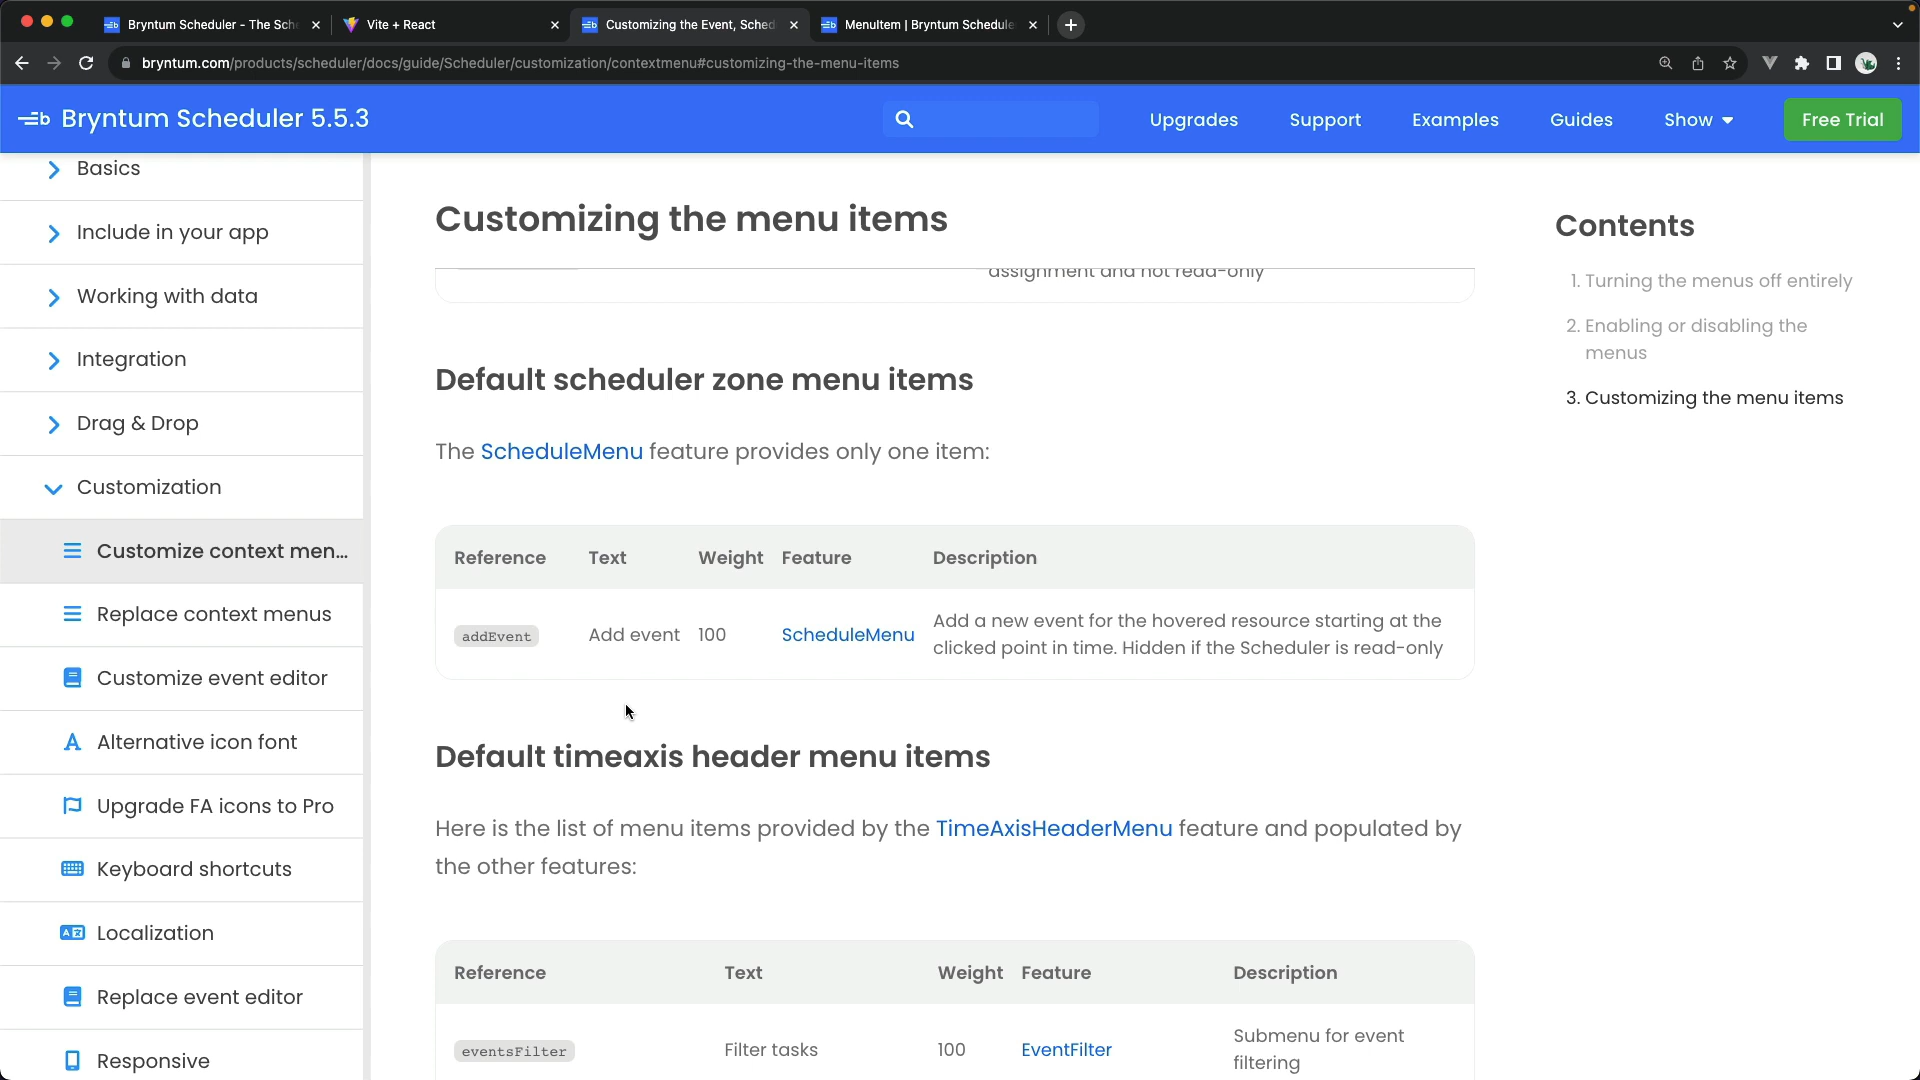 Bryntum Scheduler - The Sch
Vite + React
Customizing the Event, Sched
MenuItem | Bryntum Schedule
bryntum.com/products/scheduler/docs/guide/Scheduler/customization/contextmenu#customizing-the-menu-items
Bryntum Scheduler 5.5.3
Upgrades
Support
Examples
Guides
Show
Free Trial
Basics
Include in your app
Working with data
Integration
Drag & Drop
Customization
Customize context men...
Replace context menus
Customize event editor
Alternative icon font
Upgrade FA icons to Pro
Keyboard shortcuts
Localization
Replace event editor
Responsive
Customizing the menu items
assignment and not read-only
Default scheduler zone menu items
The ScheduleMenu feature provides only one item:
Reference Text Weight Feature Description
addEvent Add event 100 ScheduleMenu Add a new event for the hovered resource starting at the
clicked point in time. Hidden if the Scheduler is read-only
Default timeaxis header menu items
Here is the list of menu items provided by the TimeAxisHeaderMenu feature and populated by
the other features:
Reference Text Weight Feature Description
eventsFilter Filter tasks 100 EventFilter Submenu for event
filtering
Contents
1. Turning the menus off entirely
2. Enabling or disabling the
menus
3. Customizing the menu items